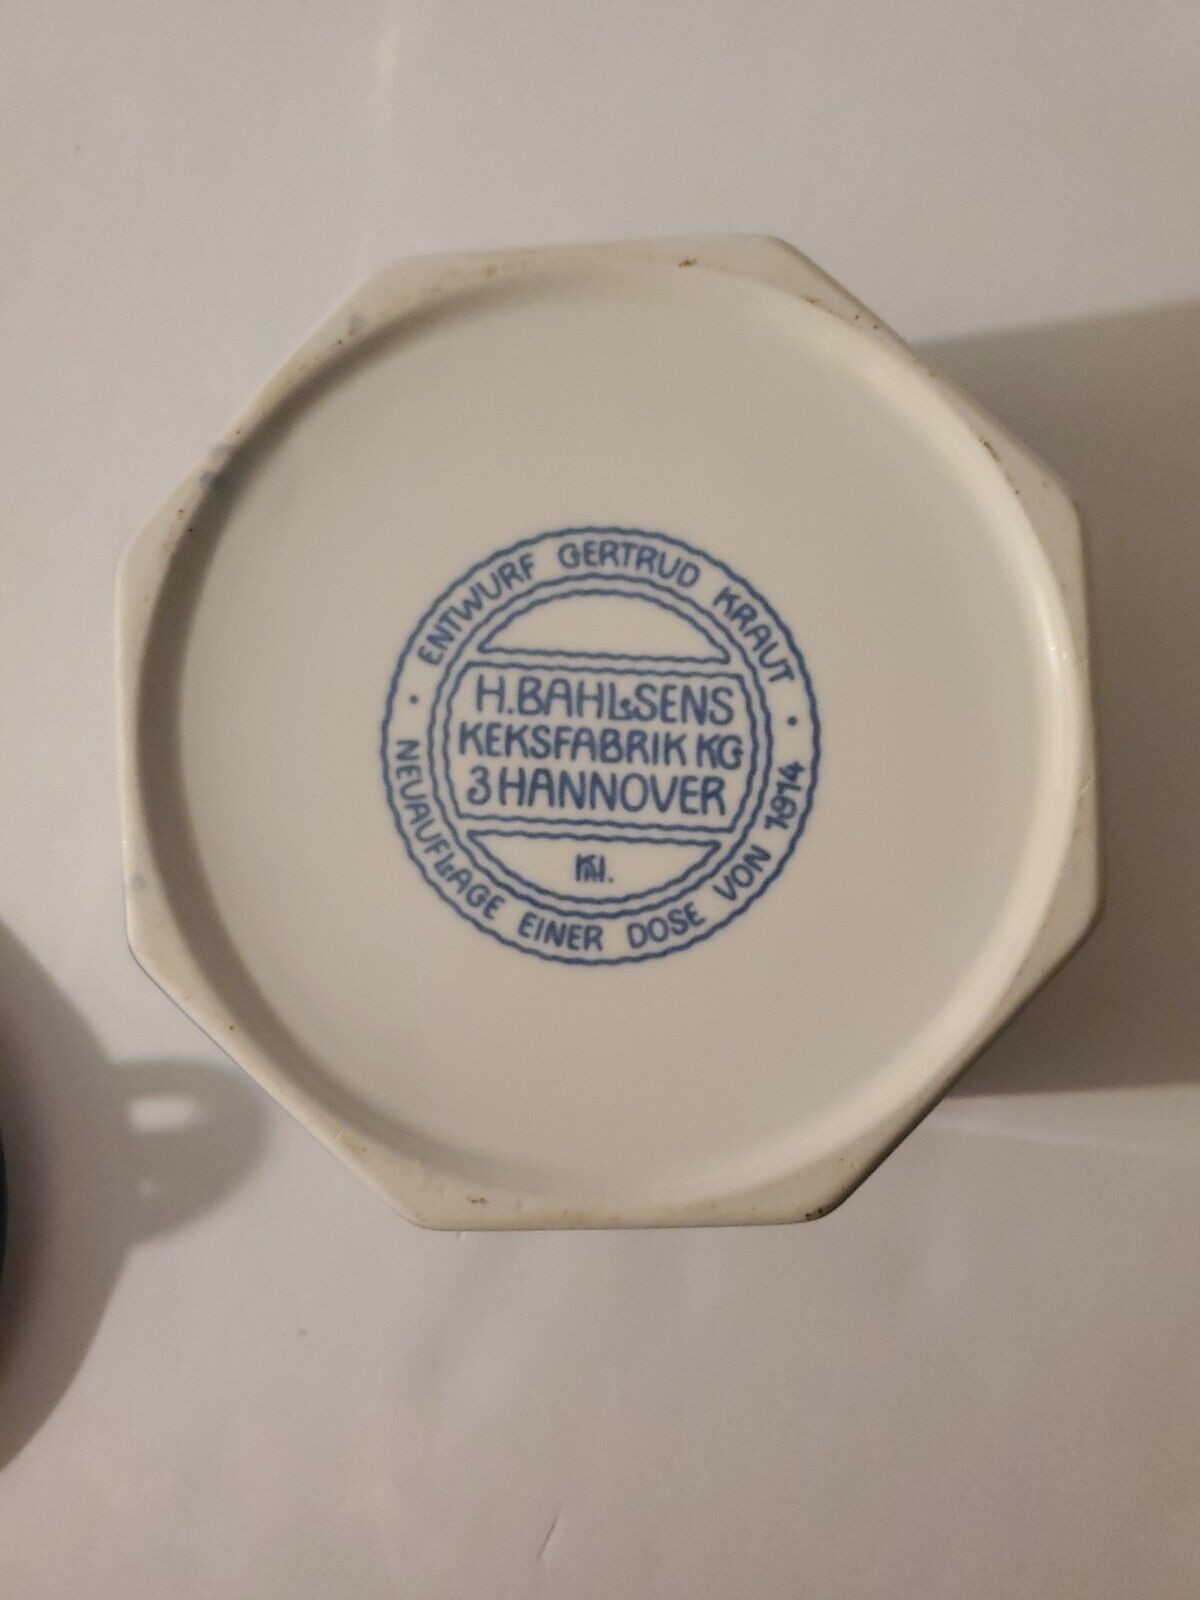 · ENTWURF GERTRUD KRAUT ·
H. BAHLSENS
KEKSFABRIK KG
3 HANNOVER
NEUAUFLAGE EINER DOSE VON 1914